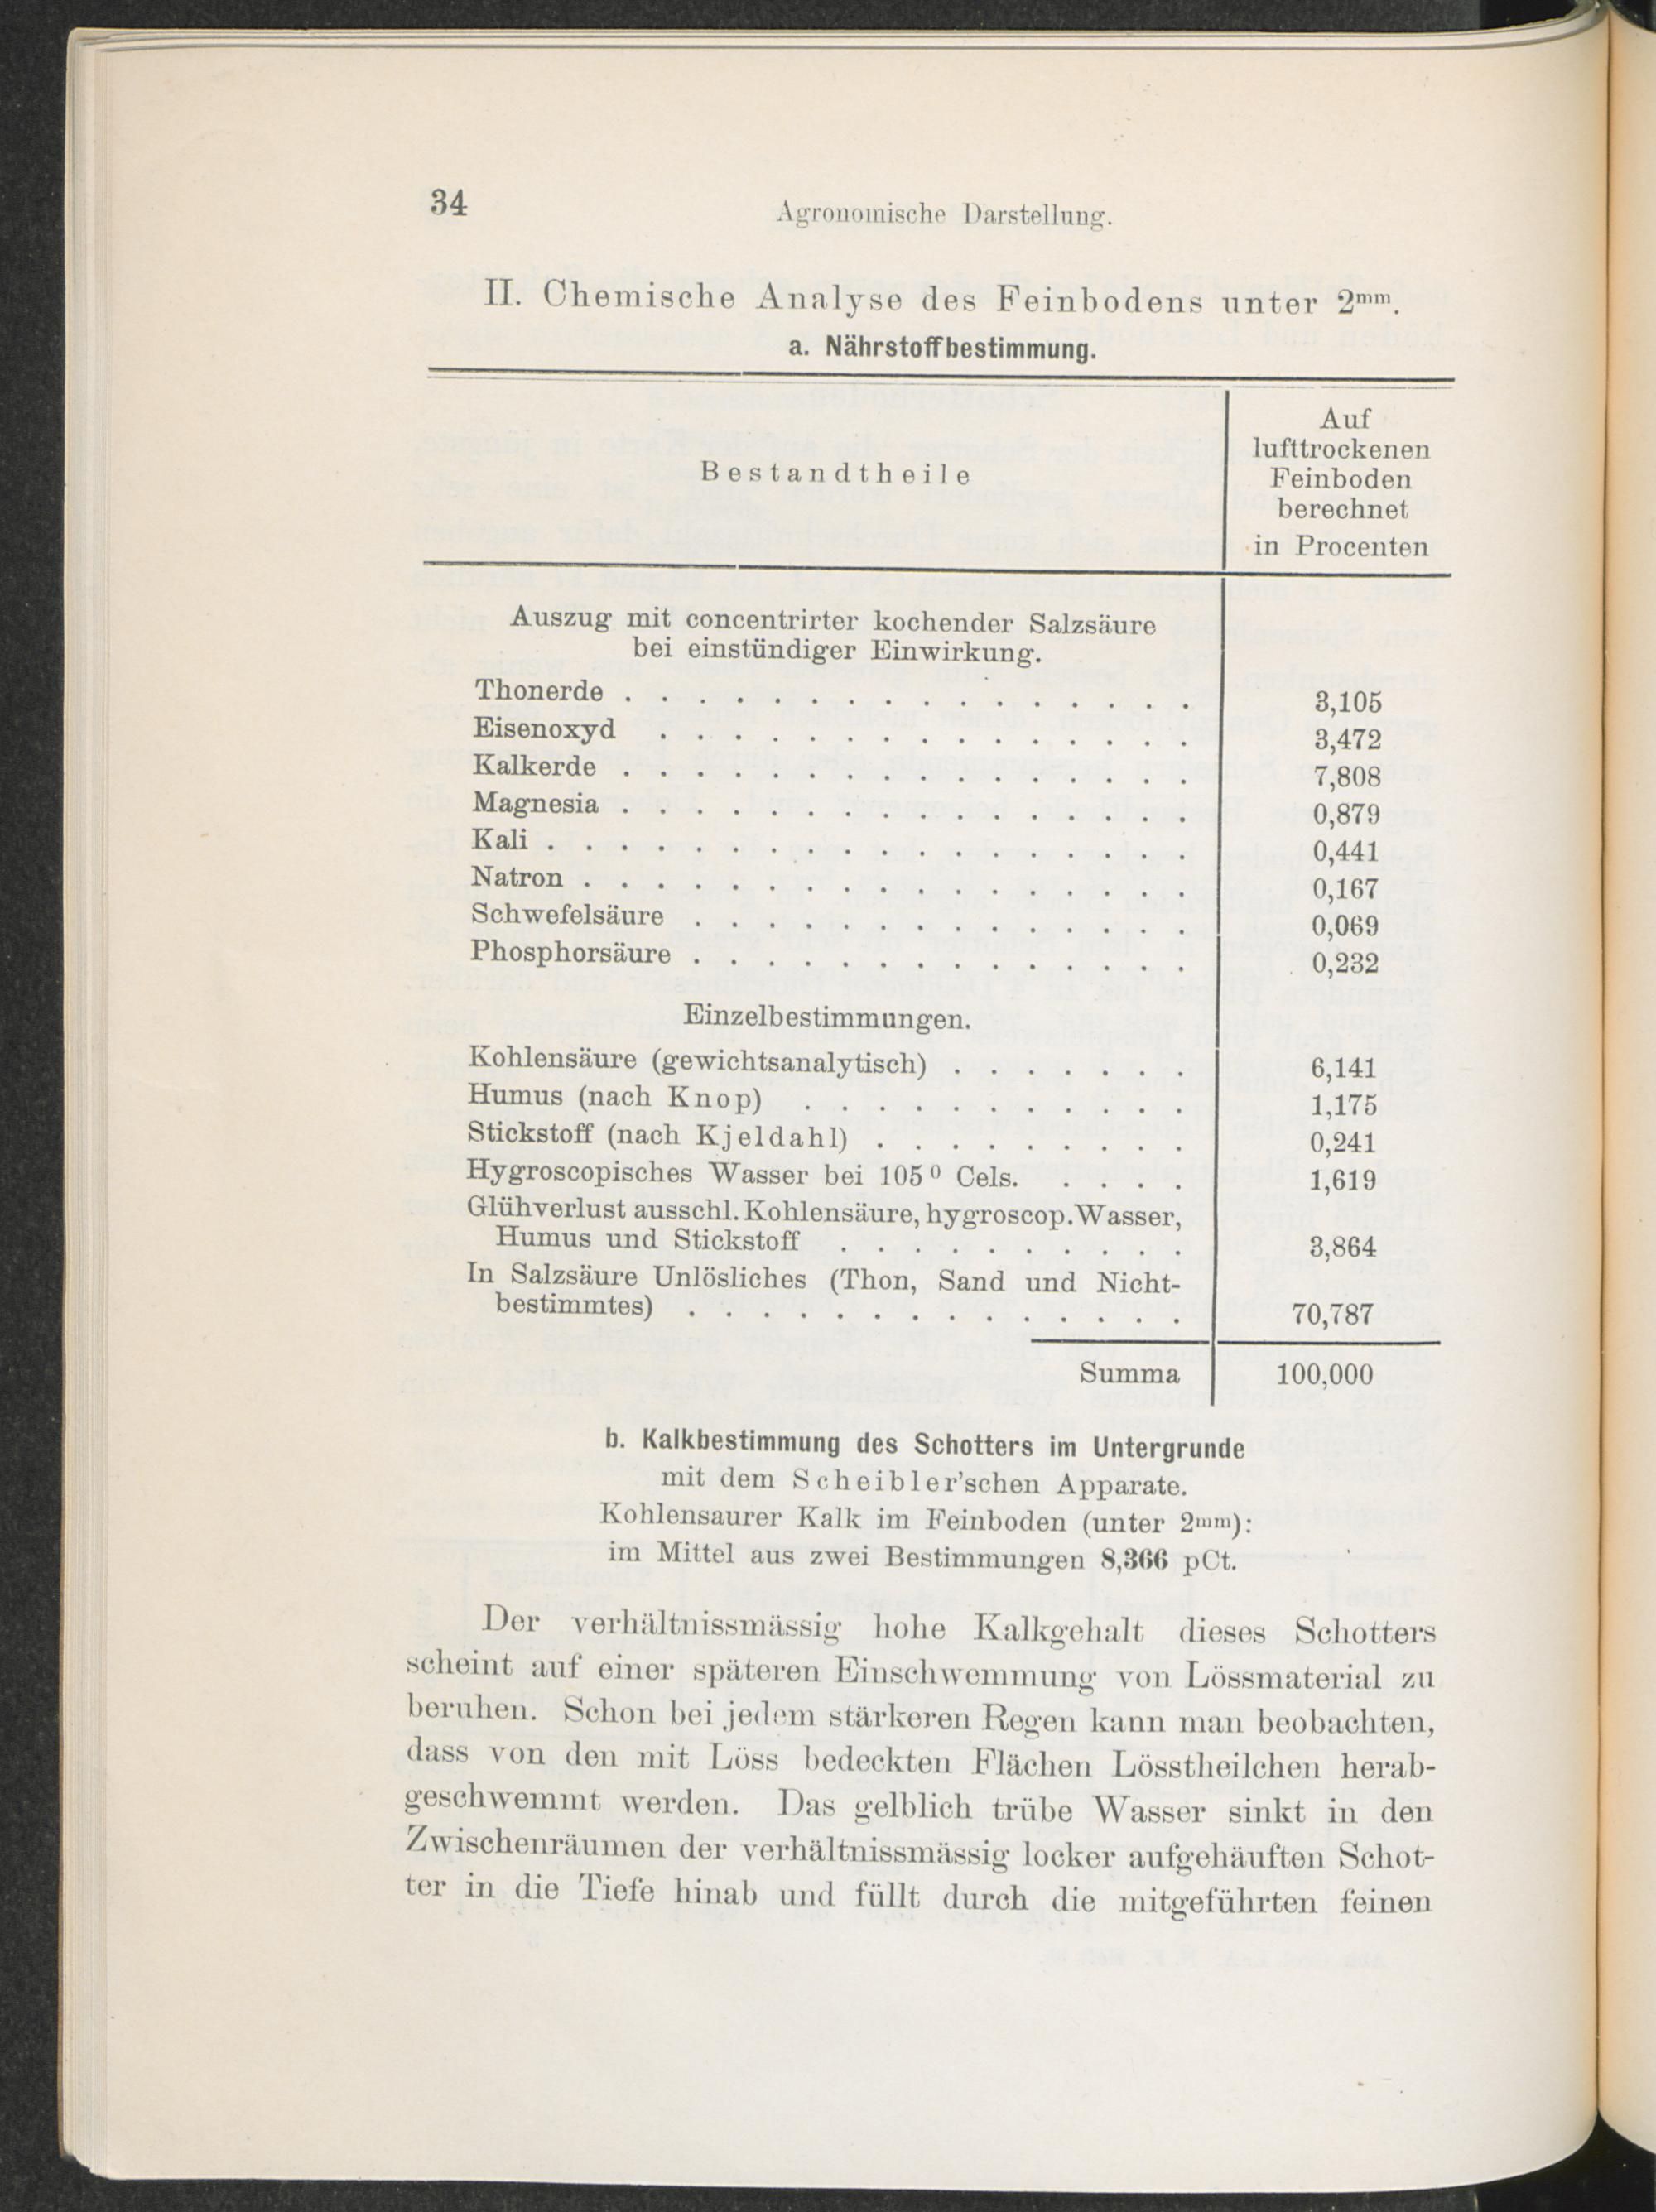 34
Agronomische Darstellung.
II. Chemische Analyse des Feinbodens unter 2mm.
a. Nährstoffbestimmung.
Bestandtheile
Auf
lufttrockenen
Feinboden
berechnet
in Procenten
Auszug mit concentrirter kochender Salzsäure
bei einstündiger Einwirkung.
Thonerde . . . . . . . . . . . . . . . . 3,105
Eisenoxyd . . . . . . . . . . . . . . . 3,472
Kalkerde . . . . . . . . . . . . . . . . 7,808
Magnesia . . . . . . . . . . . . . . . . 0,879
Kali . . . . . . . . . . . . . . . . . . 0,441
Natron . . . . . . . . . . . . . . . . . 0,167
Schwefelsäure . . . . . . . . . . . . . . 0,069
Phosphorsäure . . . . . . . . . . . . . . 0,232
Einzelbestimmungen.
Kohlensäure (gewichtsanalytisch) . . . . . . . 6,141
Humus (nach Knop) . . . . . . . . . . . 1,175
Stickstoff (nach Kjeldahl) . . . . . . . . . 0,241
Hygroscopisches Wasser bei 105⁰ Cels. . . . . 1,619
Glühverlust ausschl. Kohlensäure, hygroscop. Wasser,
Humus und Stickstoff . . . . . . . . . . 3,864
In Salzsäure Unlösliches (Thon, Sand und Nicht-
bestimmtes) . . . . . . . . . . . . . . 70,787
Summa 100,000
b. Kalkbestimmung des Schotters im Untergrunde
mit dem Scheibler'schen Apparate.
Kohlensaurer Kalk im Feinboden (unter 2mm):
im Mittel aus zwei Bestimmungen 8,366 pCt.
Der verhältnissmässig hohe Kalkgehalt dieses Schotters
scheint auf einer späteren Einschwemmung von Lössmaterial zu
beruhen. Schon bei jedem stärkeren Regen kann man beobachten,
dass von den mit Löss bedeckten Flächen Lösstheilchen herab-
geschwemmt werden. Das gelblich trübe Wasser sinkt in den
Zwischenräumen der verhältnissmässig locker aufgehäuften Schot-
ter in die Tiefe hinab und füllt durch die mitgeführten feinen